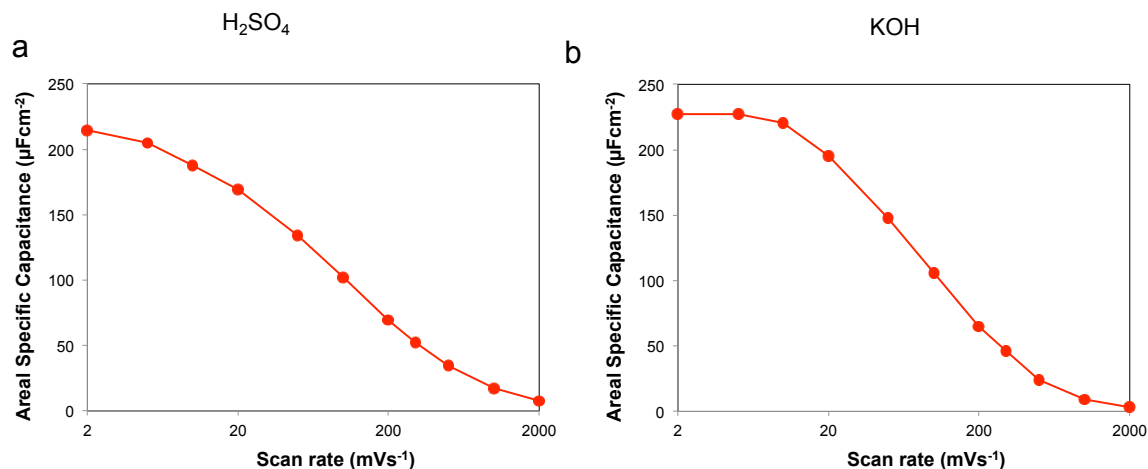 H₂SO₄
a
250
200
150
100
50
0
2
20
200
2000
Areal Specific Capacitance (µFcm⁻²)
Scan rate (mVs⁻¹)
KOH
b
250
200
150
100
50
0
2
20
200
2000
Areal Specific Capacitance (µFcm⁻²)
Scan rate (mVs⁻¹)